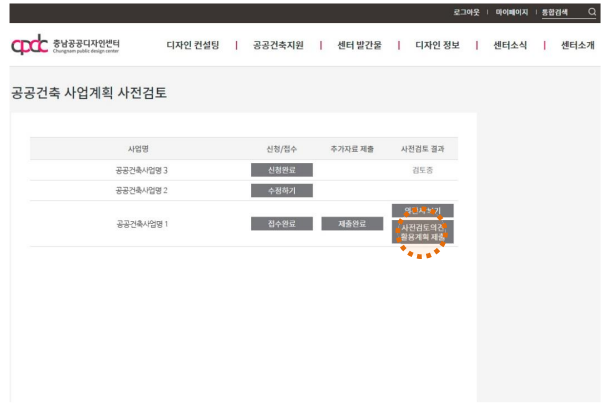 로그아웃 | 마이페이지 | 통합검색
cpdc 충남공공디자인센터
Chungnam public design center
디자인 컨설팅 | 공공건축지원 | 센터 발간물 | 디자인 정보 | 센터소식 | 센터소개
공공건축 사업계획 사전검토
사업명 신청/접수 추가자료 제출 사전검토 결과
공공건축사업명 3 신청완료 검토중
공공건축사업명 2 수정하기
의견서 보기
공공건축사업명 1 접수완료 제출완료
사전검토의견
활용계획 제출